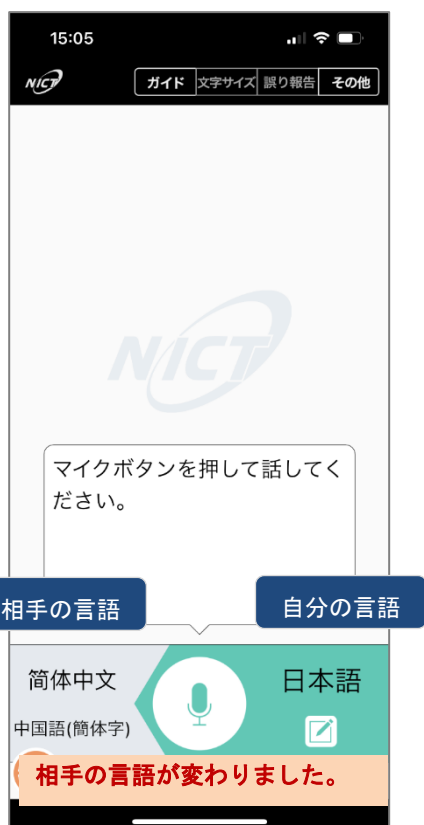 15:05
NICT
ガイド 文字サイズ 誤り報告 その他
NICT
マイクボタンを押して話してく
ださい。
相手の言語 自分の言語
简体中文 日本語
中国語(簡体字)
相手の言語が変わりました。